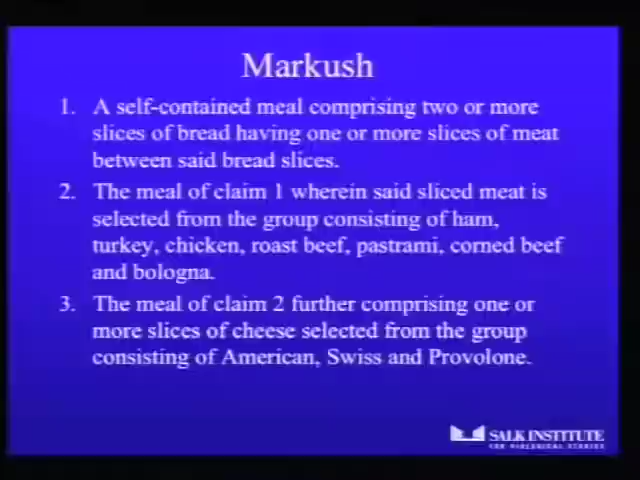 Markush
1. A self-contained meal comprising two or more
slices of bread having one or more slices of meat
between said bread slices.
2. The meal of claim 1 wherein said sliced meat is
selected from the group consisting of ham,
turkey, chicken, roast beef, pastrami, corned beef
and bologna.
3. The meal of claim 2 further comprising one or
more slices of cheese selected from the group
consisting of American, Swiss and Provolone.
SALK INSTITUTE
FOR BIOLOGICAL STUDIES